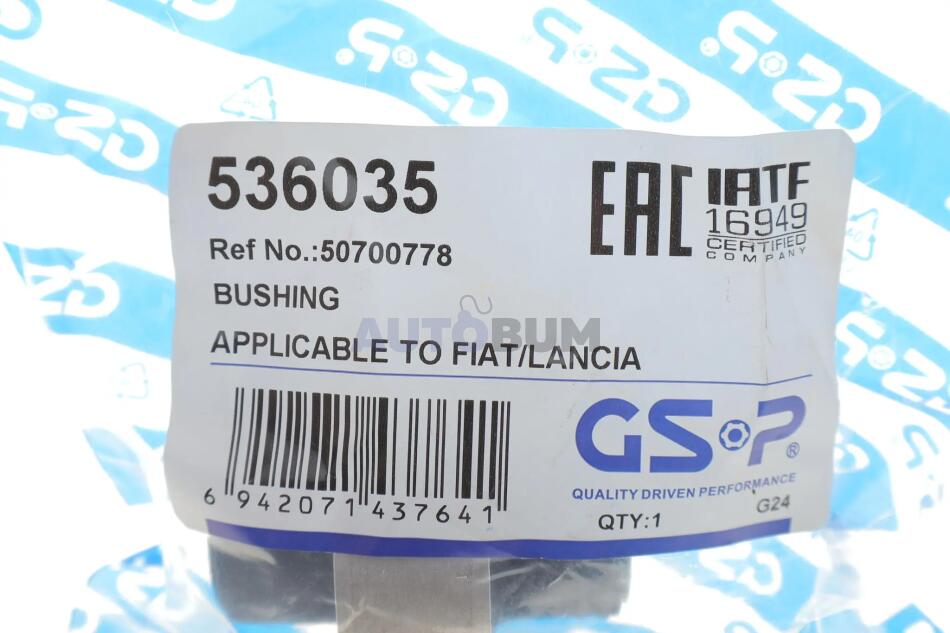 536035
EAC
IATF
16949
CERTIFIED
COMPANY
Ref No.:50700778
BUSHING
AUTOBUM
APPLICABLE TO FIAT/LANCIA
GSP®
QUALITY DRIVEN PERFORMANCE
6 942071 437641
QTY:1
G24